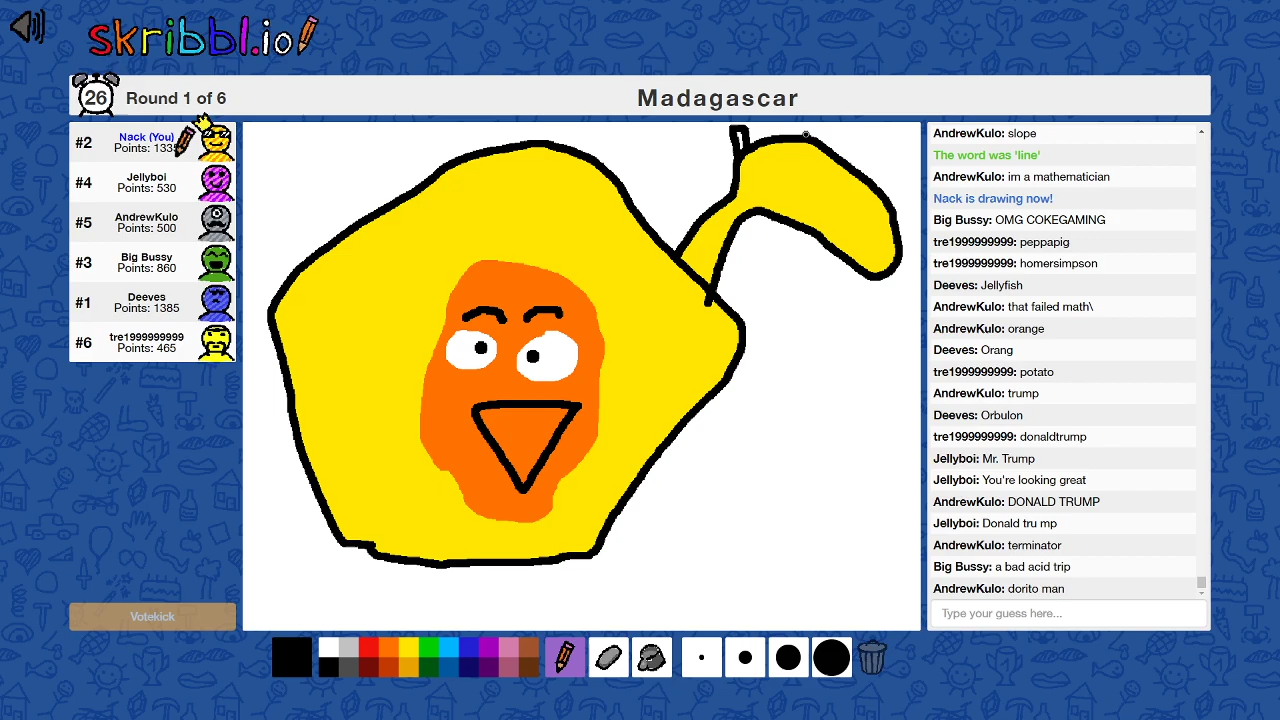 skribbl.io
26
Round 1 of 6
Madagascar
#2
Nack (You)
Points: 1335
#4
Jellyboi
Points: 530
#5
AndrewKulo
Points: 500
#3
Big Bussy
Points: 860
#1
Deeves
Points: 1385
#6
tre1999999999
Points: 465
Votekick
AndrewKulo: slope
The word was 'line'
AndrewKulo: im a mathematician
Nack is drawing now!
Big Bussy: OMG COKEGAMING
tre1999999999: peppapig
tre1999999999: homersimpson
Deeves: Jellyfish
AndrewKulo: that failed math\
AndrewKulo: orange
Deeves: Orang
tre1999999999: potato
AndrewKulo: trump
Deeves: Orbulon
tre1999999999: donaldtrump
Jellyboi: Mr. Trump
Jellyboi: You're looking great
AndrewKulo: DONALD TRUMP
Jellyboi: Donald tru mp
AndrewKulo: terminator
Big Bussy: a bad acid trip
AndrewKulo: dorito man
Type your guess here...